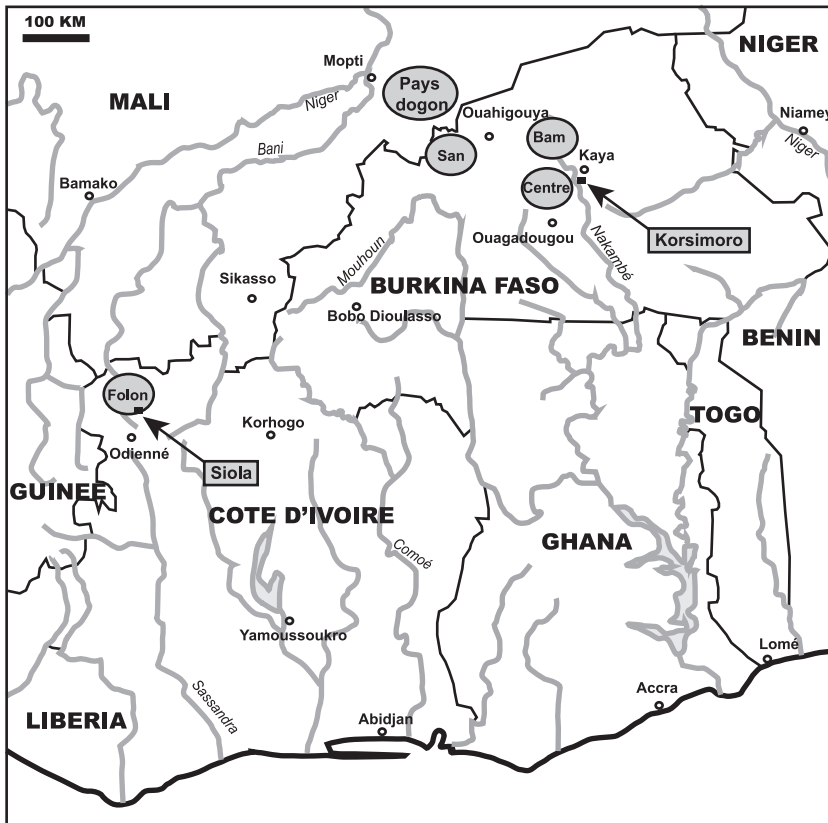 100 KM
NIGER
Mopti
MALI
Niger
Pays
dogon
Ouahigouya
Niamey
Niger
Bani
San
Bam
Kaya
Bamako
Centre
Ouagadougou
Korsimoro
Nakambé
Mouhoun
Sikasso
BURKINA FASO
Bobo Dioulasso
BENIN
Folon
Korhogo
TOGO
Odienné
Siola
GUINEE
COTE D'IVOIRE
GHANA
Comoé
Yamoussoukro
Lomé
Sassandra
Accra
LIBERIA
Abidjan